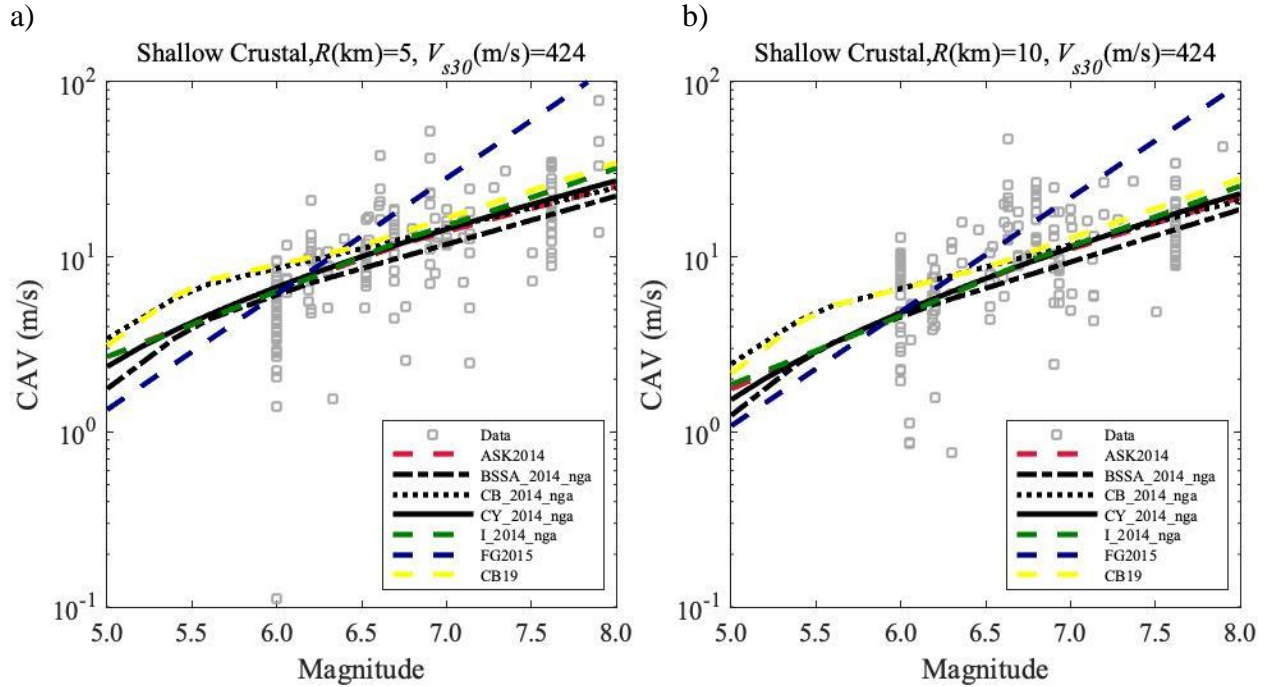 a)
Shallow Crustal,R(km)=5, Vs30(m/s)=424
10^2
10^1
10^0
10^-1
CAV (m/s)
5.0 5.5 6.0 6.5 7.0 7.5 8.0
Magnitude
Data
ASK2014
BSSA_2014_nga
CB_2014_nga
CY_2014_nga
I_2014_nga
FG2015
CB19
b)
Shallow Crustal,R(km)=10, Vs30(m/s)=424
10^2
10^1
10^0
10^-1
CAV (m/s)
5.0 5.5 6.0 6.5 7.0 7.5 8.0
Magnitude
Data
ASK2014
BSSA_2014_nga
CB_2014_nga
CY_2014_nga
I_2014_nga
FG2015
CB19